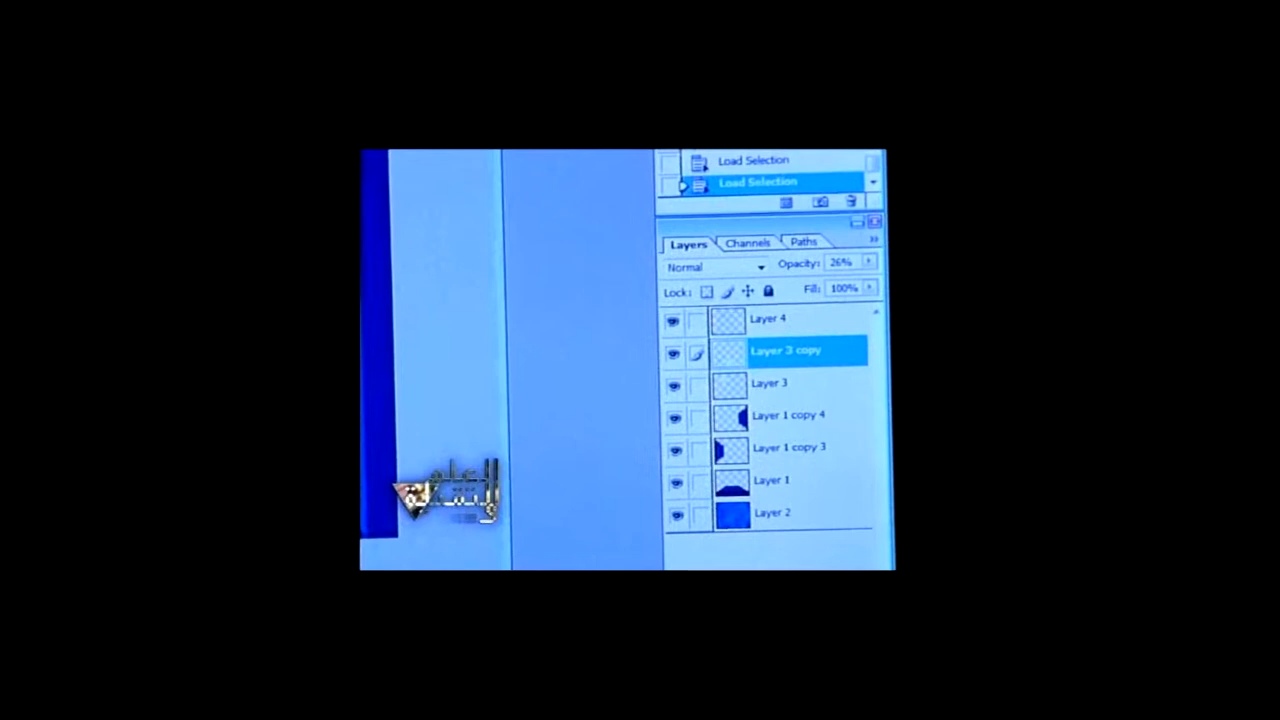 Load Selection
Load Selection
Layers Channels Paths
Normal Opacity: 26%
Lock: Fill: 100%
Layer 4
Layer 3 copy
Layer 3
Layer 1 copy 4
Layer 1 copy 3
Layer 1
Layer 2